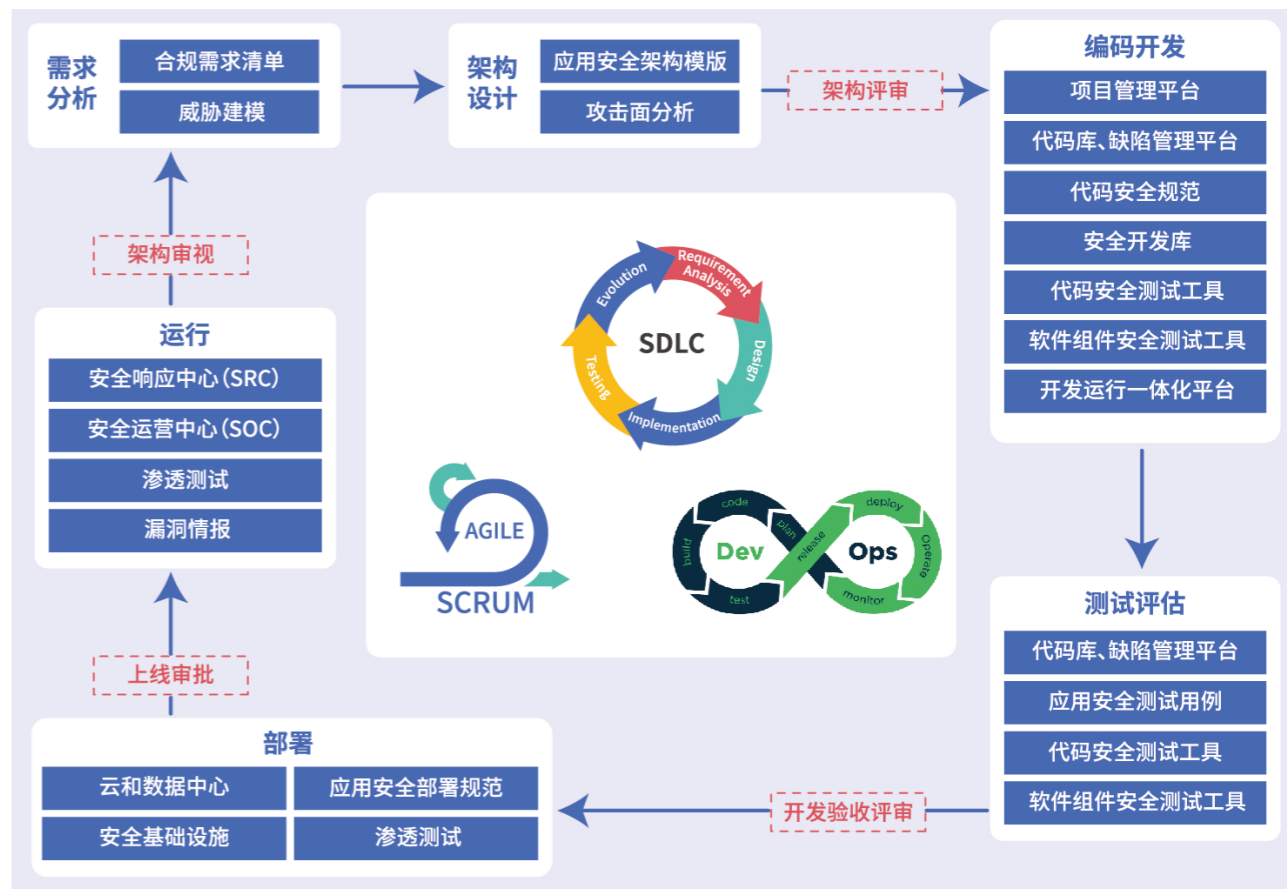 需求
分析
合规需求清单
威胁建模
架构
设计
应用安全架构模版
攻击面分析
架构评审
编码开发
项目管理平台
代码库、缺陷管理平台
代码安全规范
安全开发库
代码安全测试工具
软件组件安全测试工具
开发运行一体化平台
架构审视
运行
安全响应中心(SRC)
安全运营中心(SOC)
渗透测试
漏洞情报
Evolution
Requirement
Analysis
Design
Implementation
Testing
SDLC
AGILE
SCRUM
code
plan
build
test
Dev
release
deploy
Operate
monitor
Ops
测试评估
代码库、缺陷管理平台
应用安全测试用例
代码安全测试工具
软件组件安全测试工具
开发验收评审
上线审批
部署
云和数据中心
应用安全部署规范
安全基础设施
渗透测试